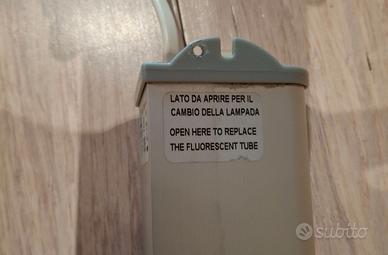 LATO DA APRIRE PER IL
CAMBIO DELLA LAMPADA
OPEN HERE TO REPLACE
THE FLUORESCENT TUBE
subito